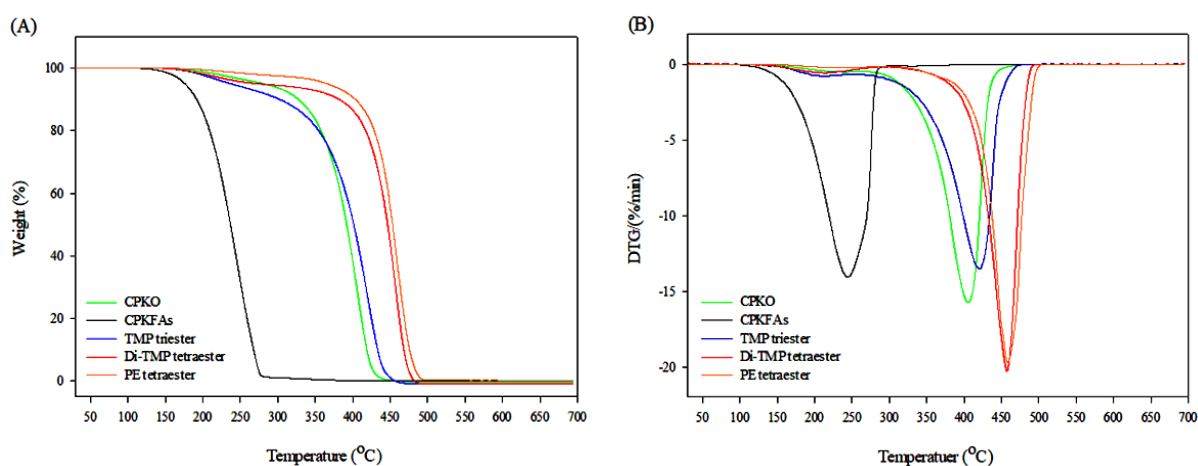 (A)
(B)
Weight (%)
100
80
60
40
20
0
CPKO
CPKFAs
TMP triester
Di-TMP tetraester
PE tetraester
50 100 150 200 250 300 350 400 450 500 550 600 650 700
Temperature (°C)
DTG/(%/min)
0
-5
-10
-15
-20
CPKO
CPKFAs
TMP triester
Di-TMP tetraester
PE tetraester
50 100 150 200 250 300 350 400 450 500 550 600 650 700
Temperatuer (°C)